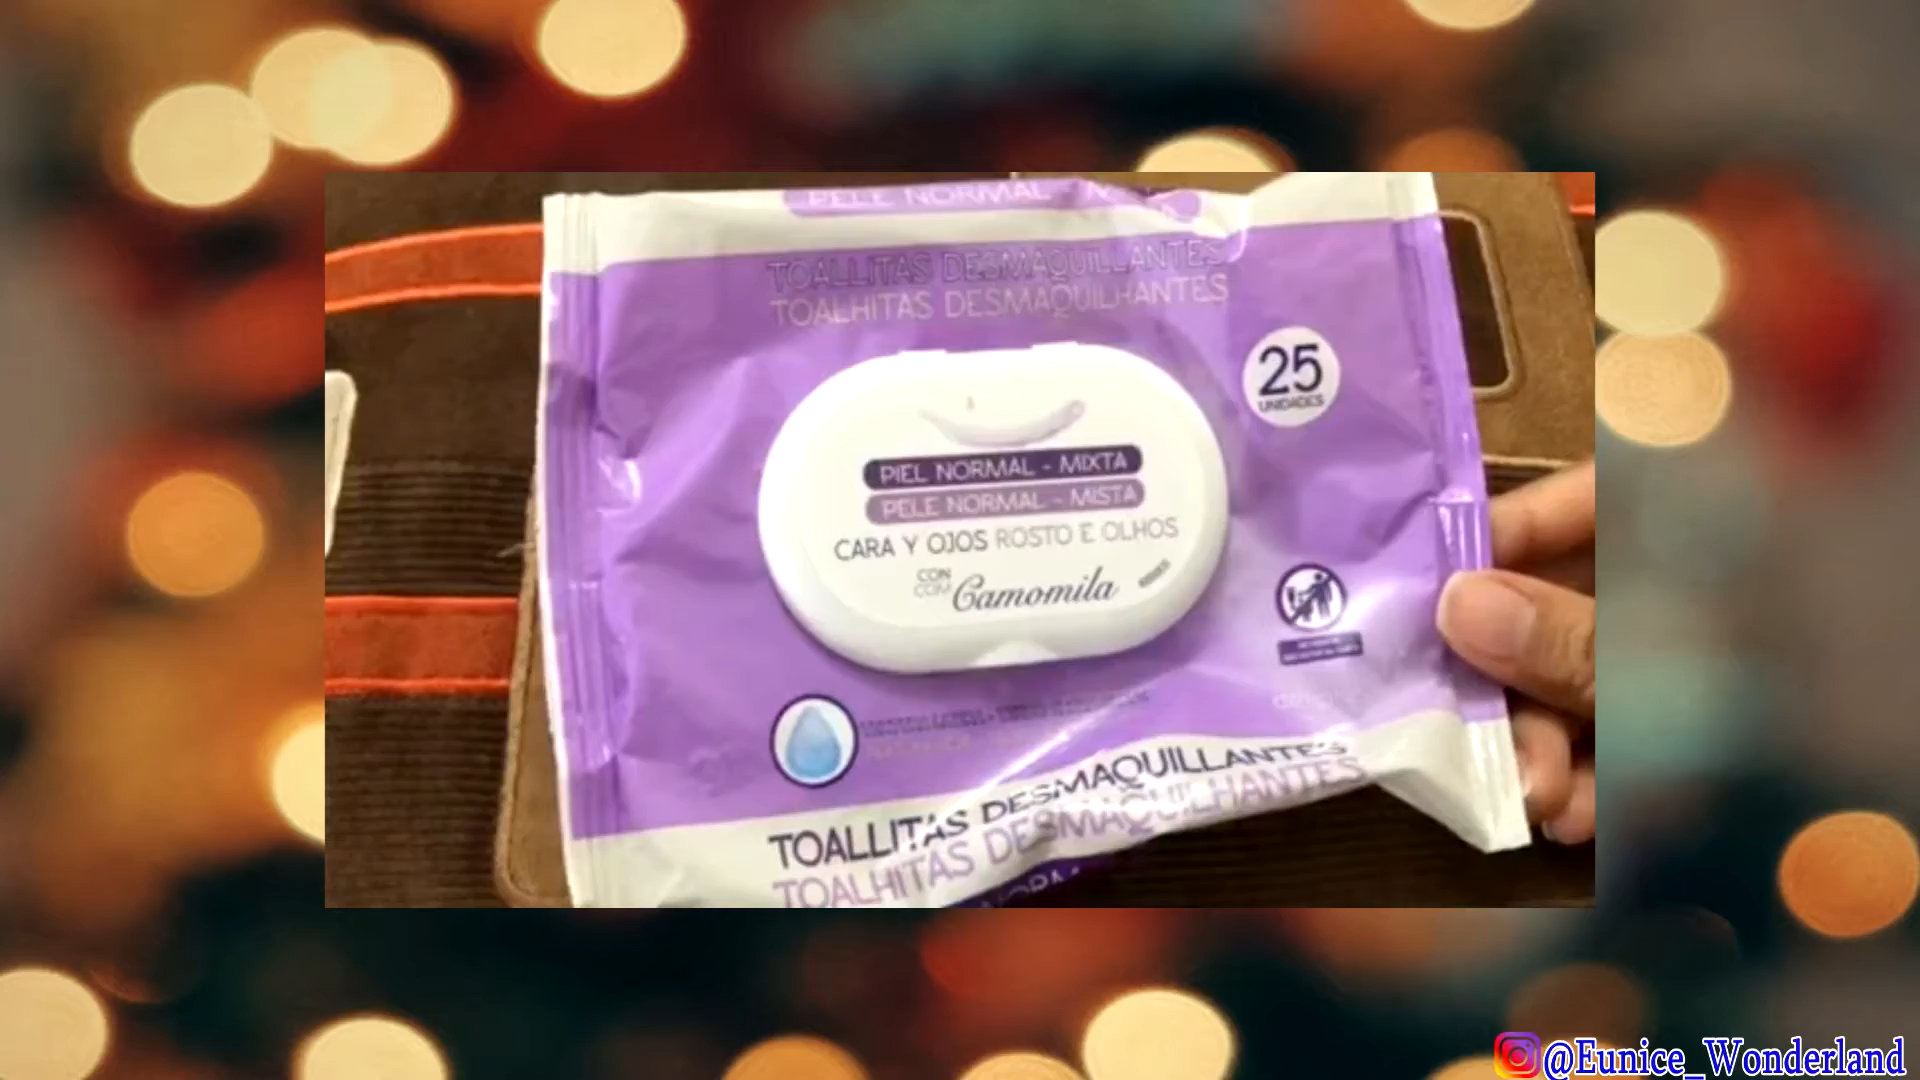 PELE NORMAL - M
TOALLITAS DESMAQUILLANTES
TOALHITAS DESMAQUILHANTES
25
UNIDADES
PIEL NORMAL - MIXTA
PELE NORMAL - MISTA
CARA Y OJOS ROSTO E OLHOS
CON
COM
Camomila
TOALLITAS DESMAQUILLANTES
TOALHITAS DESMAQUILHANTES
@Eunice_Wonderland